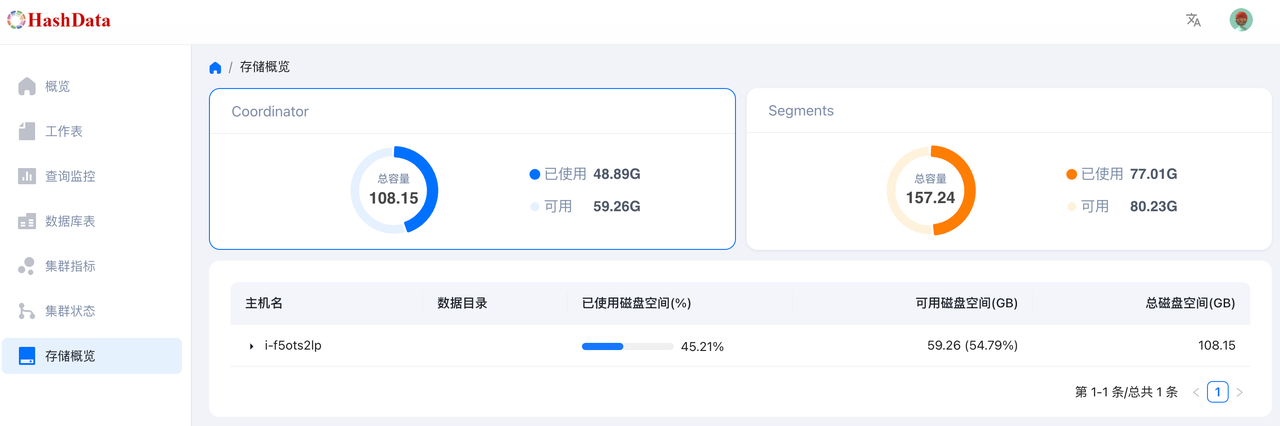 HashData
概览
工作表
查询监控
数据库表
集群指标
集群状态
存储概览
/ 存储概览
Coordinator
总容量
108.15
已使用 48.89G
可用 59.26G
Segments
总容量
157.24
已使用 77.01G
可用 80.23G
主机名 数据目录 已使用磁盘空间(%) 可用磁盘空间(GB) 总磁盘空间(GB)
i-f5ots2lp 45.21% 59.26 (54.79%) 108.15
第 1-1 条/总共 1 条 < 1 >